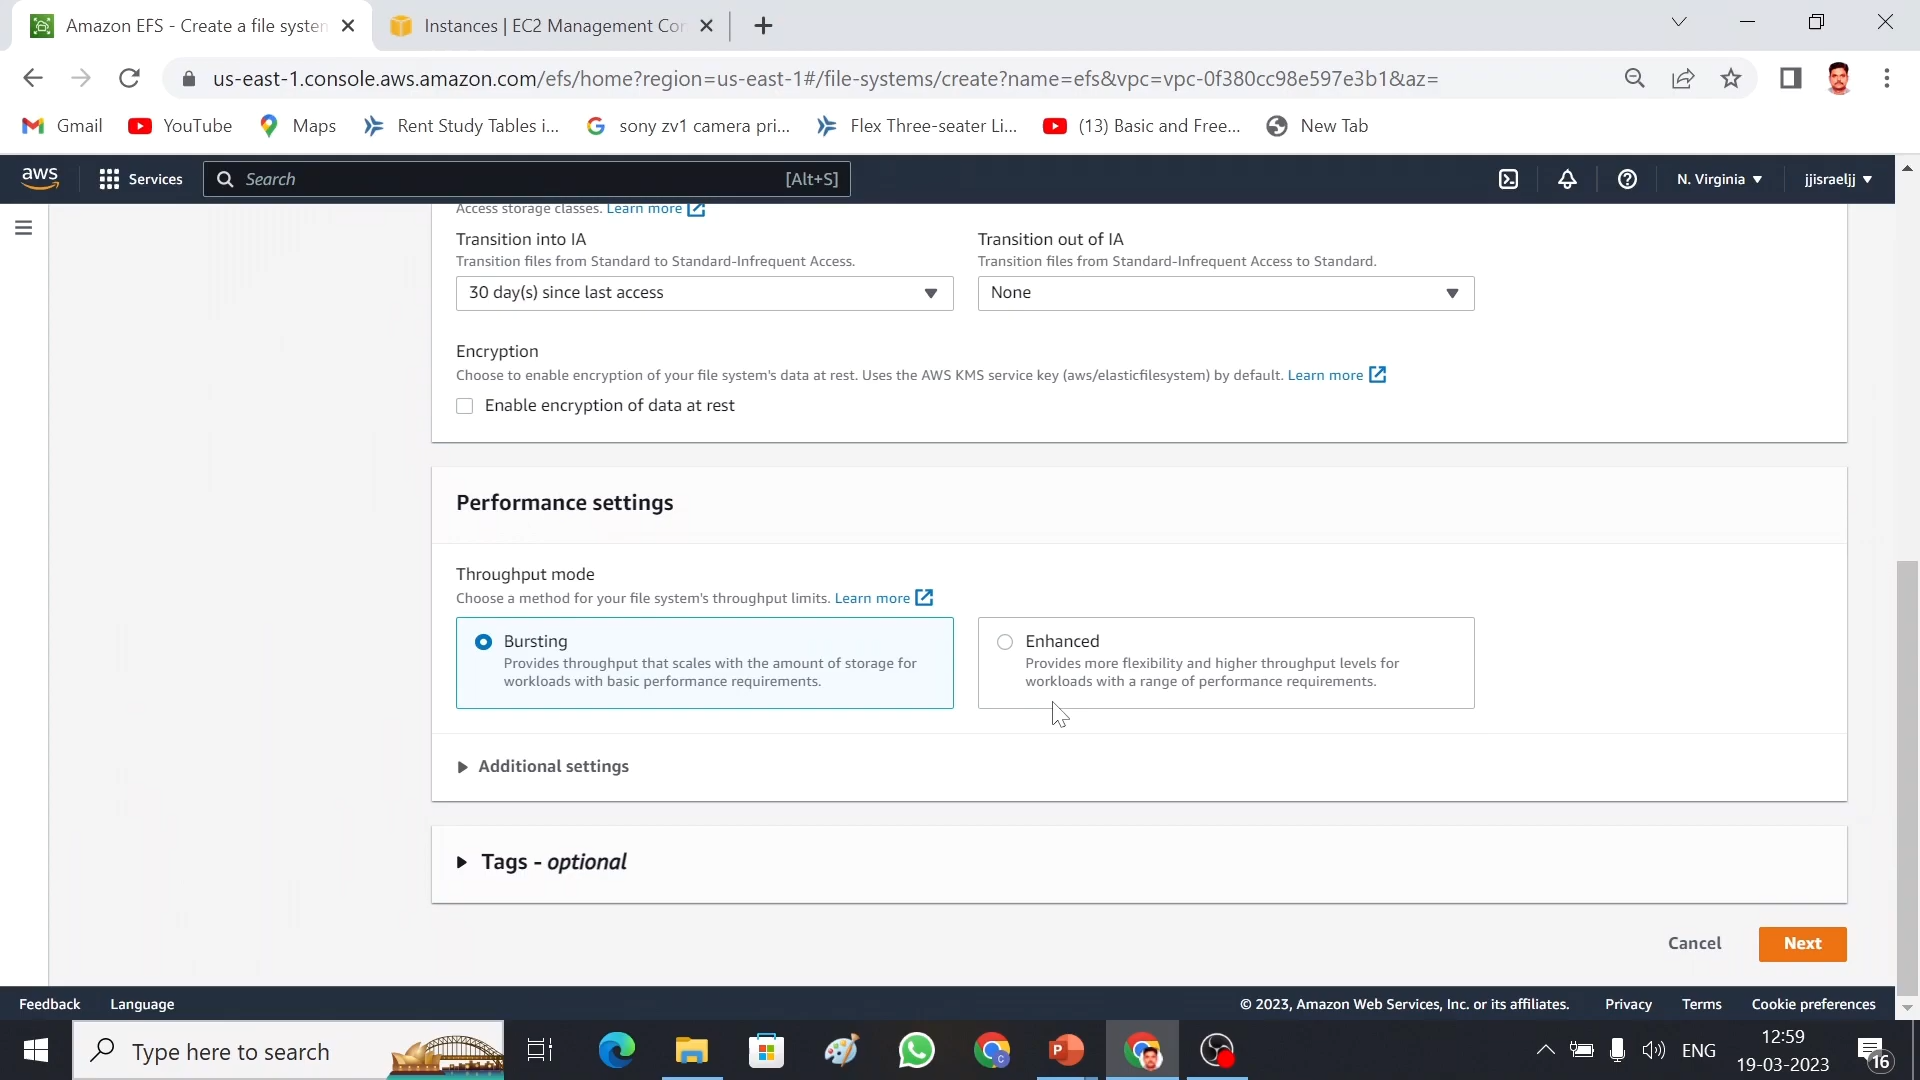 Amazon EFS - Create a file system
Instances | EC2 Management Con
us-east-1.console.aws.amazon.com/efs/home?region=us-east-1#/file-systems/create?name=efs&vpc=vpc-0f380cc98e597e3b1&az=
Gmail
YouTube
Maps
Rent Study Tables i...
sony zv1 camera pri...
Flex Three-seater Li...
(13) Basic and Free...
New Tab
aws
Services
Search
[Alt+S]
N. Virginia
jjisraeljj
Access storage classes. Learn more
Transition into IA
Transition files from Standard to Standard-Infrequent Access.
30 day(s) since last access
Transition out of IA
Transition files from Standard-Infrequent Access to Standard.
None
Encryption
Choose to enable encryption of your file system's data at rest. Uses the AWS KMS service key (aws/elasticfilesystem) by default. Learn more
Enable encryption of data at rest
Performance settings
Throughput mode
Choose a method for your file system's throughput limits. Learn more
Bursting
Provides throughput that scales with the amount of storage for
workloads with basic performance requirements.
Enhanced
Provides more flexibility and higher throughput levels for
workloads with a range of performance requirements.
Additional settings
Tags - optional
Cancel
Next
Feedback
Language
© 2023, Amazon Web Services, Inc. or its affiliates.
Privacy
Terms
Cookie preferences
Type here to search
ENG
12:59
19-03-2023
16